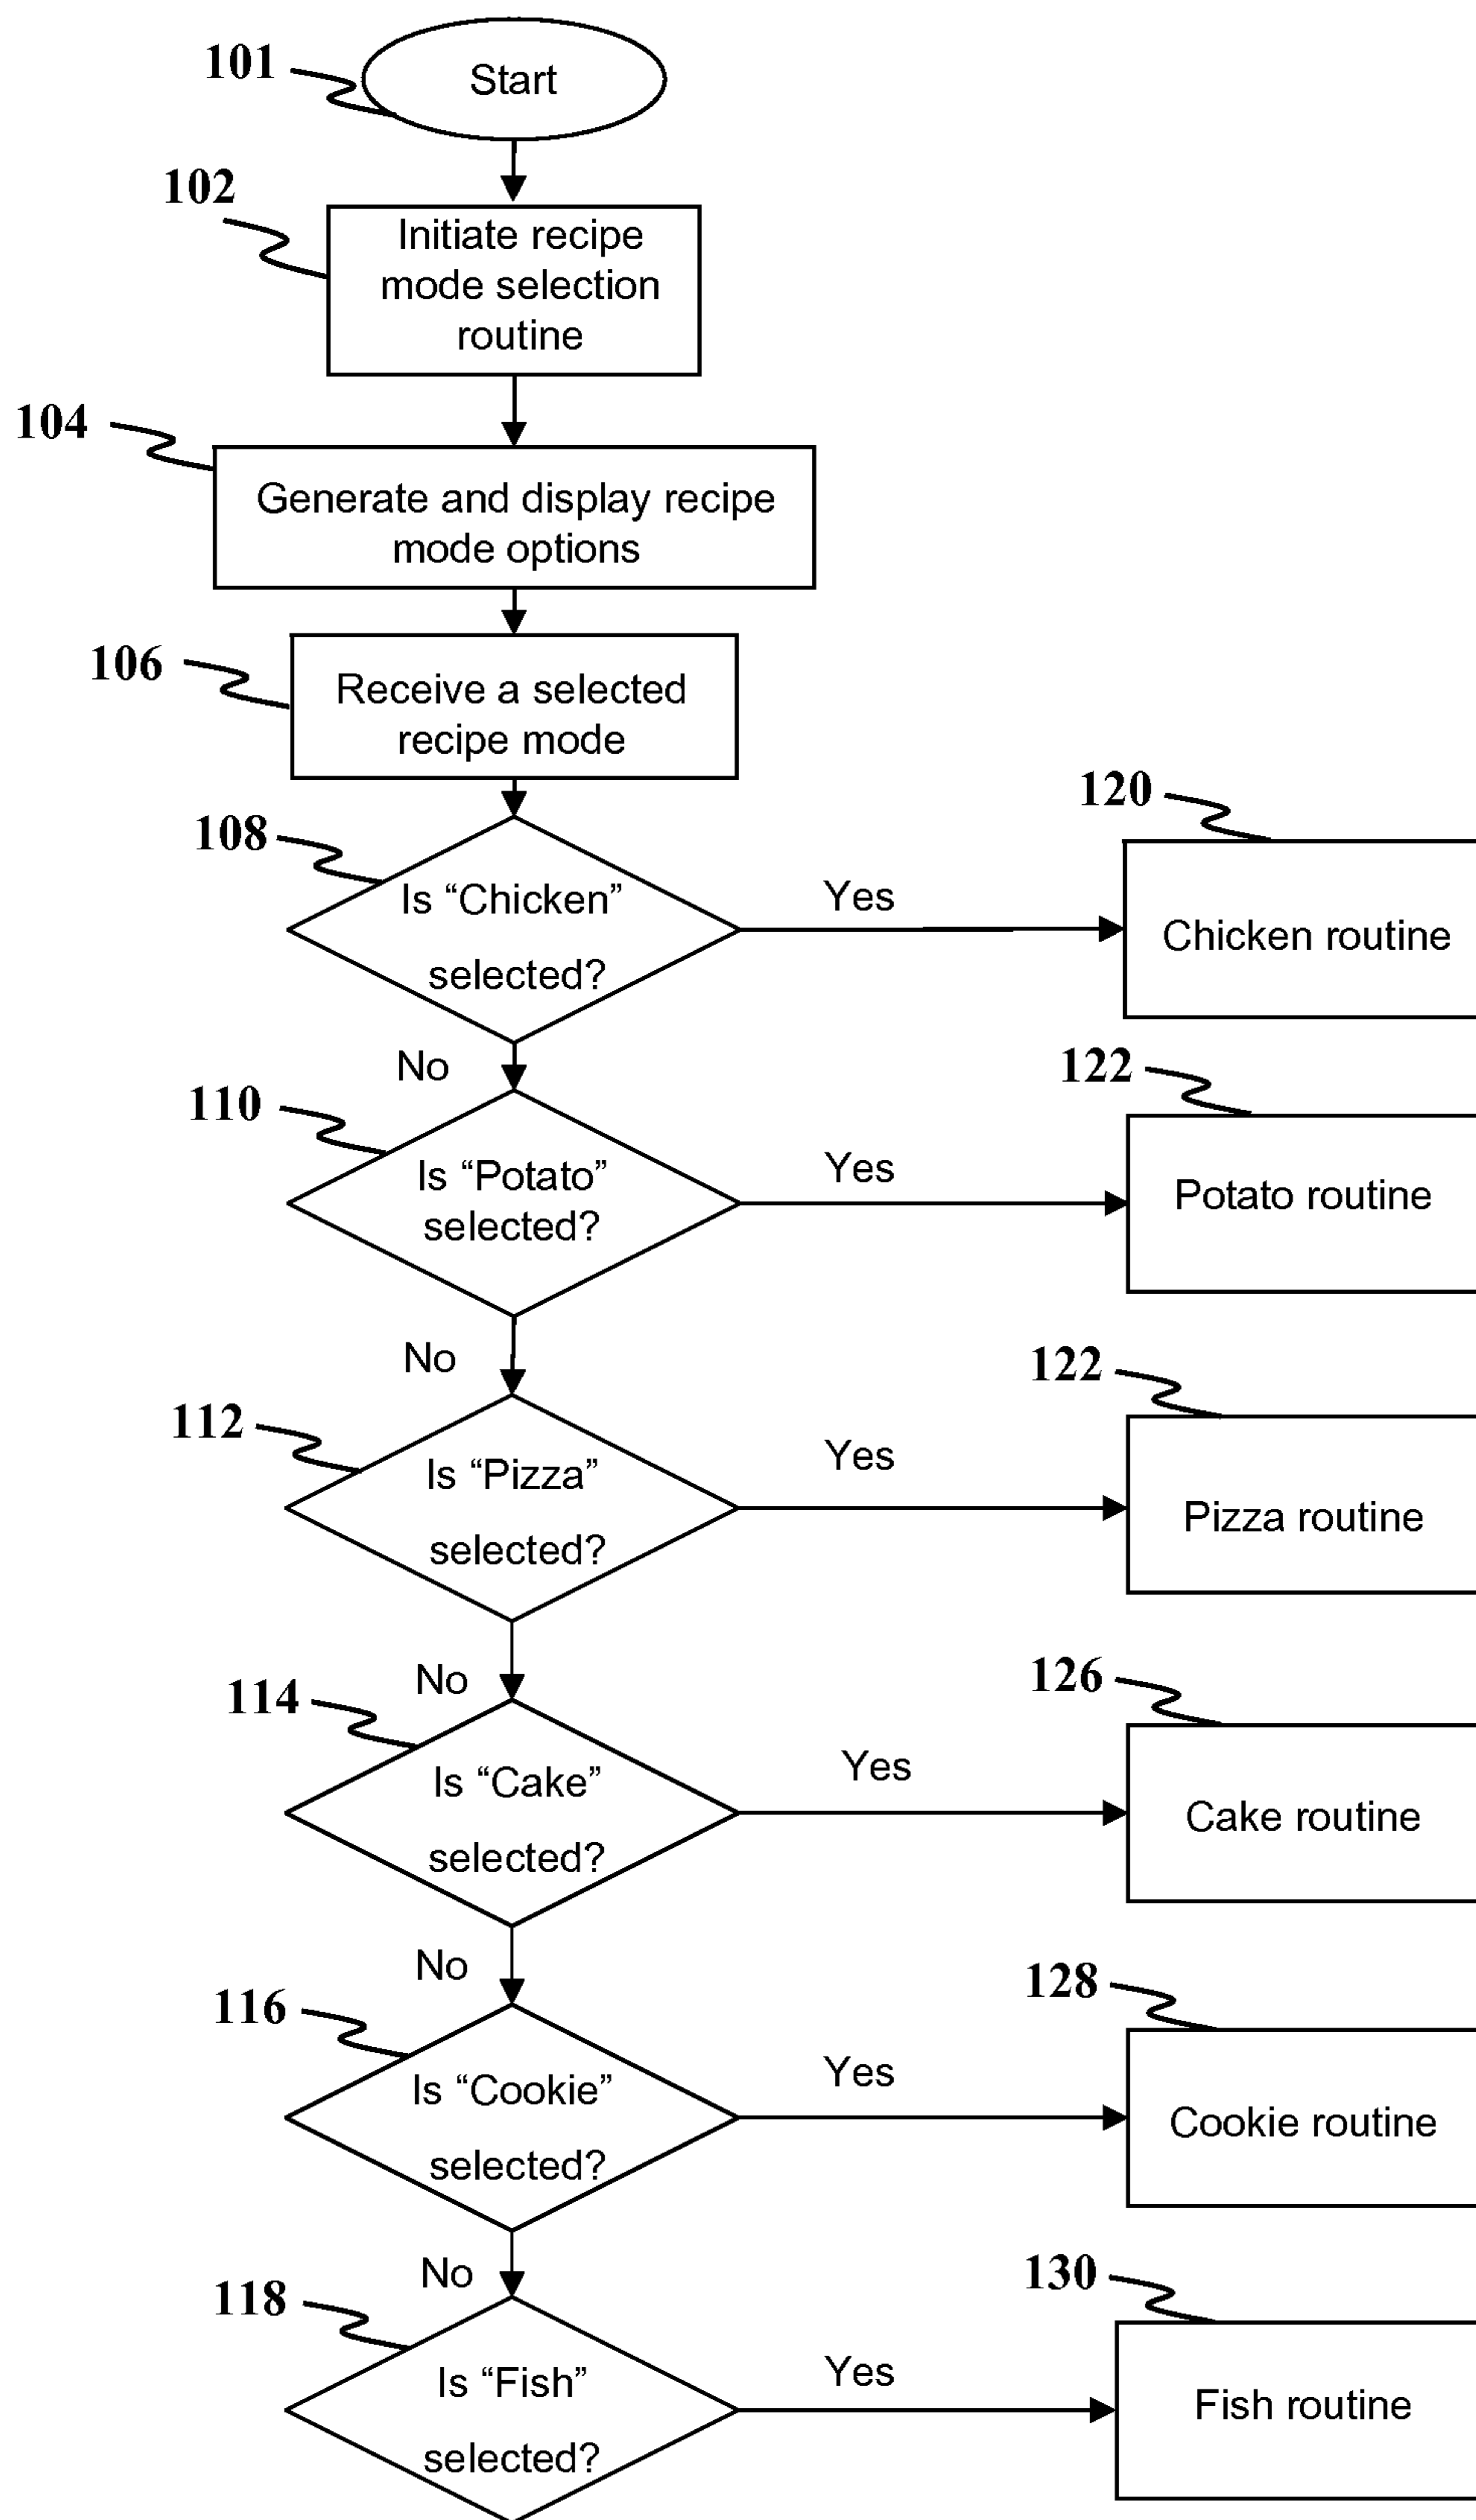 101
Start
102
Initiate recipe
mode selection
routine
104
Generate and display recipe
mode options
106
Receive a selected
recipe mode
108
Is “Chicken”
selected?
Yes
120
Chicken routine
No
110
Is “Potato”
selected?
Yes
122
Potato routine
No
112
Is “Pizza”
selected?
Yes
122
Pizza routine
No
114
Is “Cake”
selected?
Yes
126
Cake routine
No
116
Is “Cookie”
selected?
Yes
128
Cookie routine
No
118
Is “Fish”
selected?
Yes
130
Fish routine